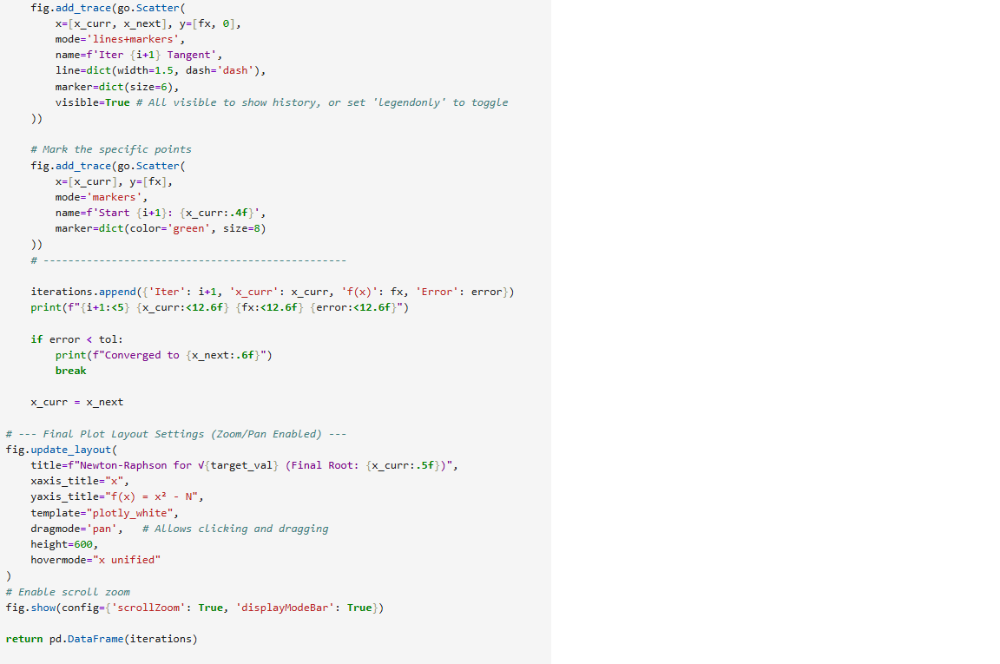 fig.add_trace(go.Scatter(
x=[x_curr, x_next], y=[fx, 0],
mode='lines+markers',
name=f'Iter {i+1} Tangent',
line=dict(width=1.5, dash='dash'),
marker=dict(size=6),
visible=True # All visible to show history, or set 'legendonly' to toggle
))
# Mark the specific points
fig.add_trace(go.Scatter(
x=[x_curr], y=[fx],
mode='markers',
name=f'Start {i+1}: {x_curr:.4f}',
marker=dict(color='green', size=8)
))
# -------------------------------------------------
iterations.append({'Iter': i+1, 'x_curr': x_curr, 'f(x)': fx, 'Error': error})
print(f"{i+1:<5} {x_curr:<12.6f} {fx:<12.6f} {error:<12.6f}")
if error < tol:
print(f"Converged to {x_next:.6f}")
break
x_curr = x_next
# --- Final Plot Layout Settings (Zoom/Pan Enabled) ---
fig.update_layout(
title=f"Newton-Raphson for √{target_val} (Final Root: {x_curr:.5f})",
xaxis_title="x",
yaxis_title="f(x) = x² - N",
template="plotly_white",
dragmode='pan',   # Allows clicking and dragging
height=600,
hovermode="x unified"
)
# Enable scroll zoom
fig.show(config={'scrollZoom': True, 'displayModeBar': True})
return pd.DataFrame(iterations)